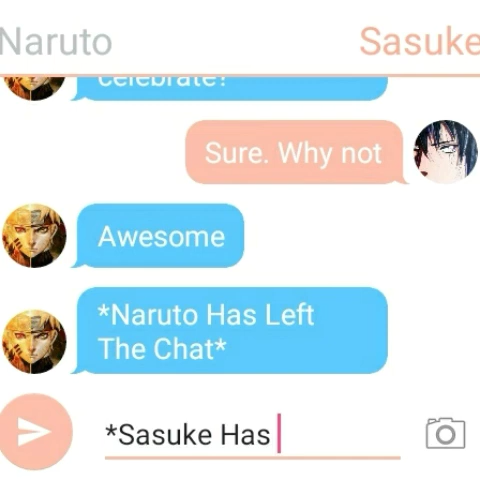 Naruto
Sasuke
celebrate?
Sure. Why not
Awesome
*Naruto Has Left
The Chat*
*Sasuke Has